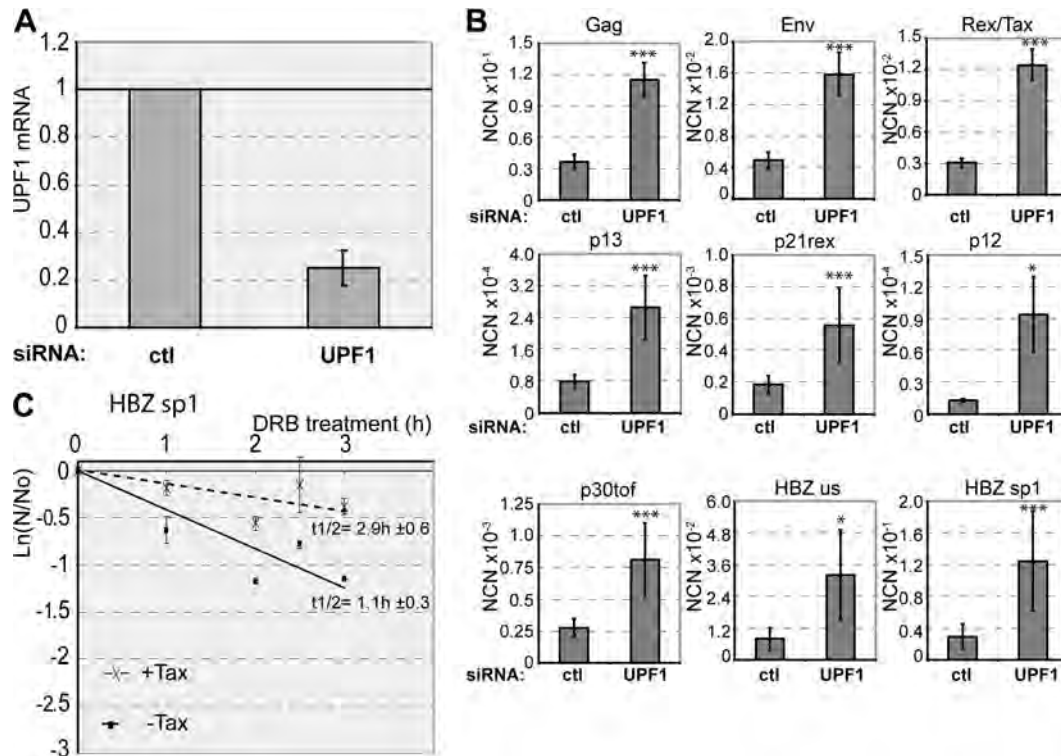 A
UPF1 mRNA
1.2
1
0.8
0.6
0.4
0.2
0
siRNA: ctl UPF1
B
Gag
NCN x10-1
1.5
1.2
0.9
0.6
0.3
0
***
siRNA: ctl UPF1
Env
NCN x10-2
2.0
1.6
1.2
0.8
0.4
0
***
ctl UPF1
Rex/Tax
NCN x10-2
1.5
1.2
0.9
0.6
0.3
0
***
ctl UPF1
p13
NCN x10-4
4.0
3.6
2.7
0.8
0
***
siRNA: ctl UPF1
p21rex
NCN x10-3
1.0
0.8
0.6
0.4
0.2
0
***
ctl UPF1
p12
NCN x10-4
1.5
1.2
0.9
0.6
0.4
0
*
ctl UPF1
C
HBZ sp1
DRB treatment (h)
0 1 2 3
Ln(N/No)
0
-0.5
-1
-1.5
-2
-2.5
-3
t1/2= 2.9h ±0.6
t1/2= 1.1h ±0.3
+Tax
-Tax
p30tof
NCN x10-3
1.25
1.0
0.75
0.5
0.25
0
***
siRNA: ctl UPF1
HBZ us
NCN x10-2
6.0
4.8
3.6
2.4
1.2
0
*
ctl UPF1
HBZ sp1
NCN x10-1
2.0
1.6
1.2
0.8
0.4
0
***
ctl UPF1